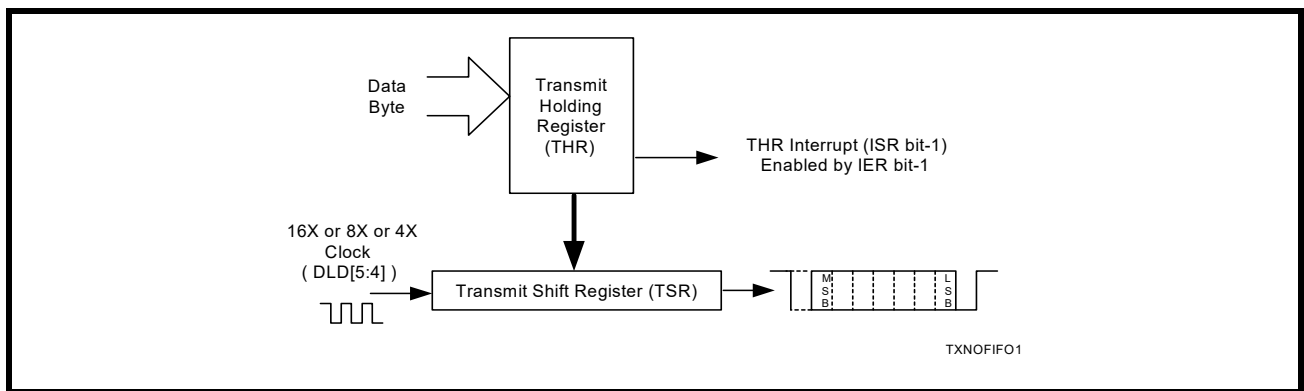 Data
Byte
Transmit
Holding
Register
(THR)
THR Interrupt (ISR bit-1)
Enabled by IER bit-1
16X or 8X or 4X
Clock
( DLD[5:4] )
Transmit Shift Register (TSR)
M
S
B
L
S
B
TXNOFIFO1